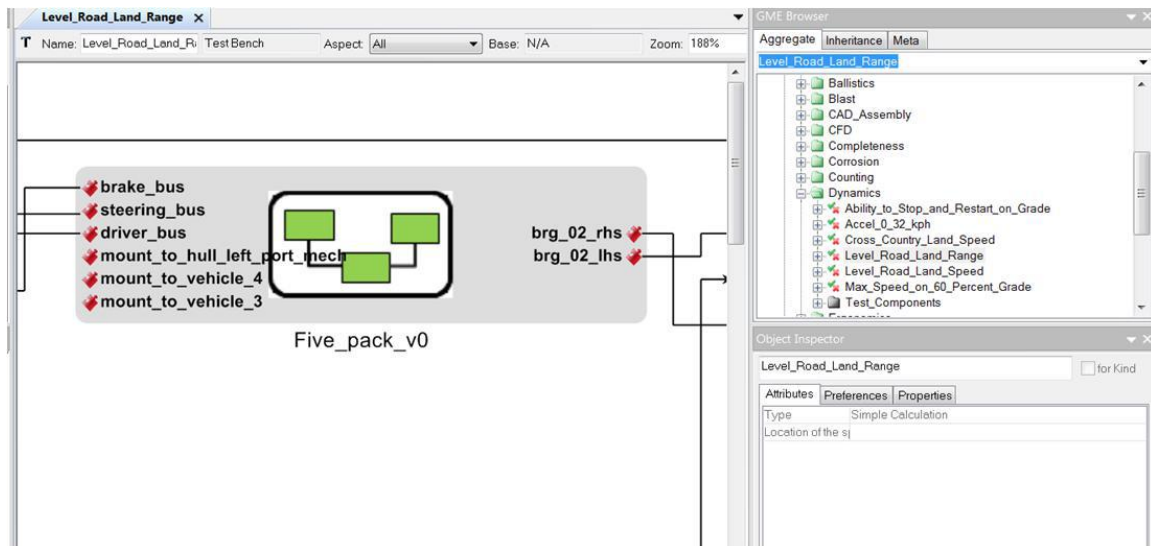 Level_Road_Land_Range
Name: Level_Road_Land_R Test Bench Aspect: All Base: N/A Zoom: 188%
brake_bus
steering_bus
driver_bus
mount_to_hull_left_port_mech
mount_to_vehicle_4
mount_to_vehicle_3
brg_02_rhs
brg_02_lhs
Five_pack_v0
GME Browser
Aggregate Inheritance Meta
Level_Road_Land_Range
Ballistics
Blast
CAD_Assembly
CFD
Completeness
Corrosion
Counting
Dynamics
Ability_to_Stop_and_Restart_on_Grade
Accel_0_32_kph
Cross_Country_Land_Speed
Level_Road_Land_Range
Level_Road_Land_Speed
Max_Speed_on_60_Percent_Grade
Test_Components
Object Inspector
Level_Road_Land_Range for Kind
Attributes Preferences Properties
Type Simple Calculation
Location of the s